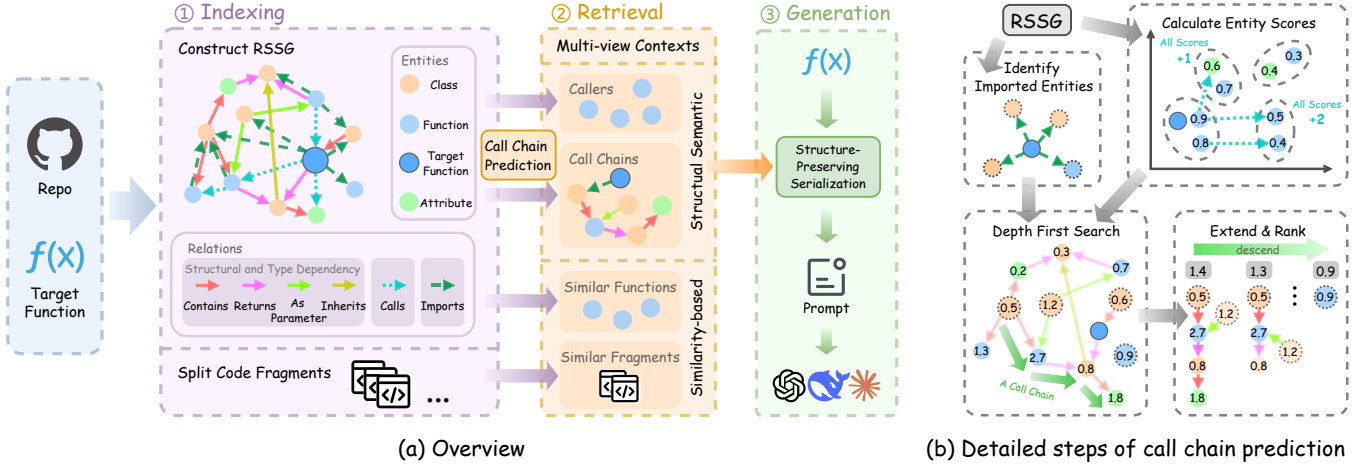 ① Indexing
② Retrieval
③ Generation
Repo
f(x)
Target
Function
Construct RSSG
Entities
Class
Function
Target
Function
Attribute
Relations
Structural and Type Dependency
Contains
Returns
As
Parameter
Inherits
Calls
Imports
Split Code Fragments
...
Call Chain
Prediction
Multi-view Contexts
Callers
Call Chains
Structual Semantic
Similar Functions
Similar Fragments
Similarity-based
f(x)
Structure-
Preserving
Serialization
Prompt
(a) Overview
RSSG
Identify
Imported Entities
Calculate Entity Scores
All Scores
+1
0.6
0.7
0.4
0.3
0.9
0.8
0.5
0.4
All Scores
+2
Depth First Search
0.3
0.2
0.7
0.5
1.2
0.6
1.3
2.7
0.8
0.9
1.8
A Call Chain
Extend & Rank
descend
1.4
1.3
0.9
0.5
0.5
0.9
1.2
2.7
2.7
1.2
0.8
0.8
1.8
(b) Detailed steps of call chain prediction